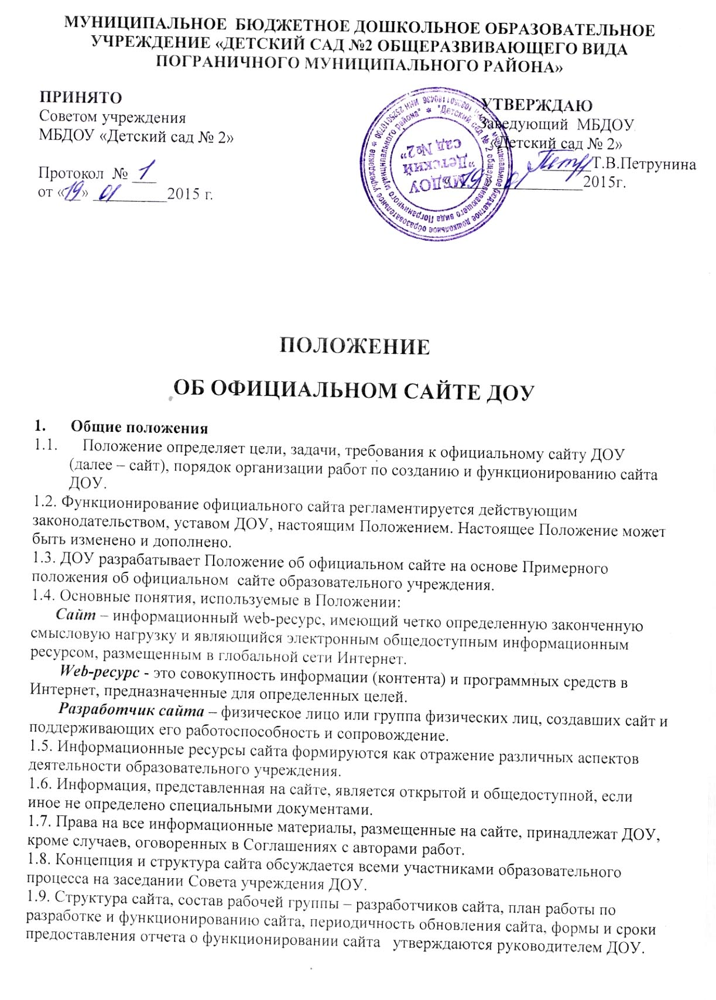 МУНИЦИПАЛЬНОЕ БЮДЖЕТНОЕ ДОШКОЛЬНОЕ ОБРАЗОВАТЕЛЬНОЕ
УЧРЕЖДЕНИЕ «ДЕТСКИЙ САД №2 ОБЩЕРАЗВИВАЮЩЕГО ВИДА
ПОГРАНИЧНОГО МУНИЦИПАЛЬНОГО РАЙОНА»
ПРИНЯТО
Советом учреждения
МБДОУ «Детский сад № 2»
Протокол № 1
от «19» 01 2015 г.
УТВЕРЖДАЮ
Заведующий МБДОУ
«Детский сад № 2»
Т.В.Петрунина
«19» 01 2015г.
МБДОУ
"Детский
сад №2"
ПОЛОЖЕНИЕ
ОБ ОФИЦИАЛЬНОМ САЙТЕ ДОУ
1. Общие положения
1.1. Положение определяет цели, задачи, требования к официальному сайту ДОУ
(далее – сайт), порядок организации работ по созданию и функционированию сайта
ДОУ.
1.2. Функционирование официального сайта регламентируется действующим
законодательством, уставом ДОУ, настоящим Положением. Настоящее Положение может
быть изменено и дополнено.
1.3. ДОУ разрабатывает Положение об официальном сайте на основе Примерного
положения об официальном сайте образовательного учреждения.
1.4. Основные понятия, используемые в Положении:
Сайт – информационный web-ресурс, имеющий четко определенную законченную
смысловую нагрузку и являющийся электронным общедоступным информационным
ресурсом, размещенным в глобальной сети Интернет.
Web-ресурс - это совокупность информации (контента) и программных средств в
Интернет, предназначенные для определенных целей.
Разработчик сайта – физическое лицо или группа физических лиц, создавших сайт и
поддерживающих его работоспособность и сопровождение.
1.5. Информационные ресурсы сайта формируются как отражение различных аспектов
деятельности образовательного учреждения.
1.6. Информация, представленная на сайте, является открытой и общедоступной, если
иное не определено специальными документами.
1.7. Права на все информационные материалы, размещенные на сайте, принадлежат ДОУ,
кроме случаев, оговоренных в Соглашениях с авторами работ.
1.8. Концепция и структура сайта обсуждается всеми участниками образовательного
процесса на заседании Совета учреждения ДОУ.
1.9. Структура сайта, состав рабочей группы – разработчиков сайта, план работы по
разработке и функционированию сайта, периодичность обновления сайта, формы и сроки
предоставления отчета о функционировании сайта утверждаются руководителем ДОУ.